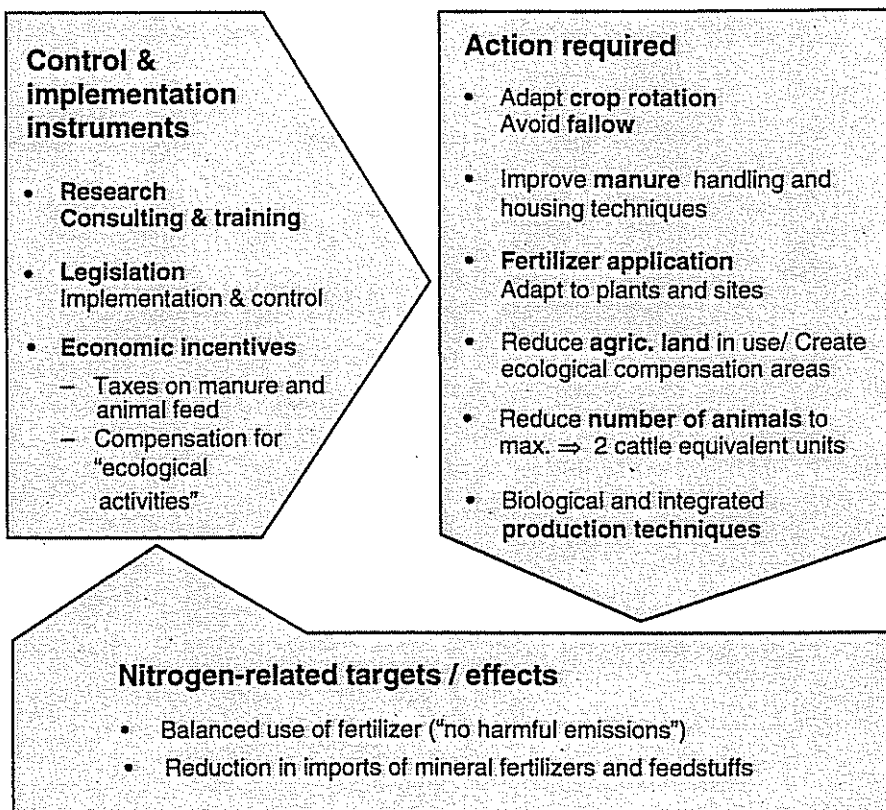 Control &
implementation
instruments
• Research
Consulting & training
• Legislation
Implementation & control
• Economic incentives
– Taxes on manure and
animal feed
– Compensation for
"ecological
activities"
Action required
• Adapt crop rotation
Avoid fallow
• Improve manure handling and
housing techniques
• Fertilizer application
Adapt to plants and sites
• Reduce agric. land in use/ Create
ecological compensation areas
• Reduce number of animals to
max. ⇒ 2 cattle equivalent units
• Biological and integrated
production techniques
Nitrogen-related targets / effects
• Balanced use of fertilizer ("no harmful emissions")
• Reduction in imports of mineral fertilizers and feedstuffs